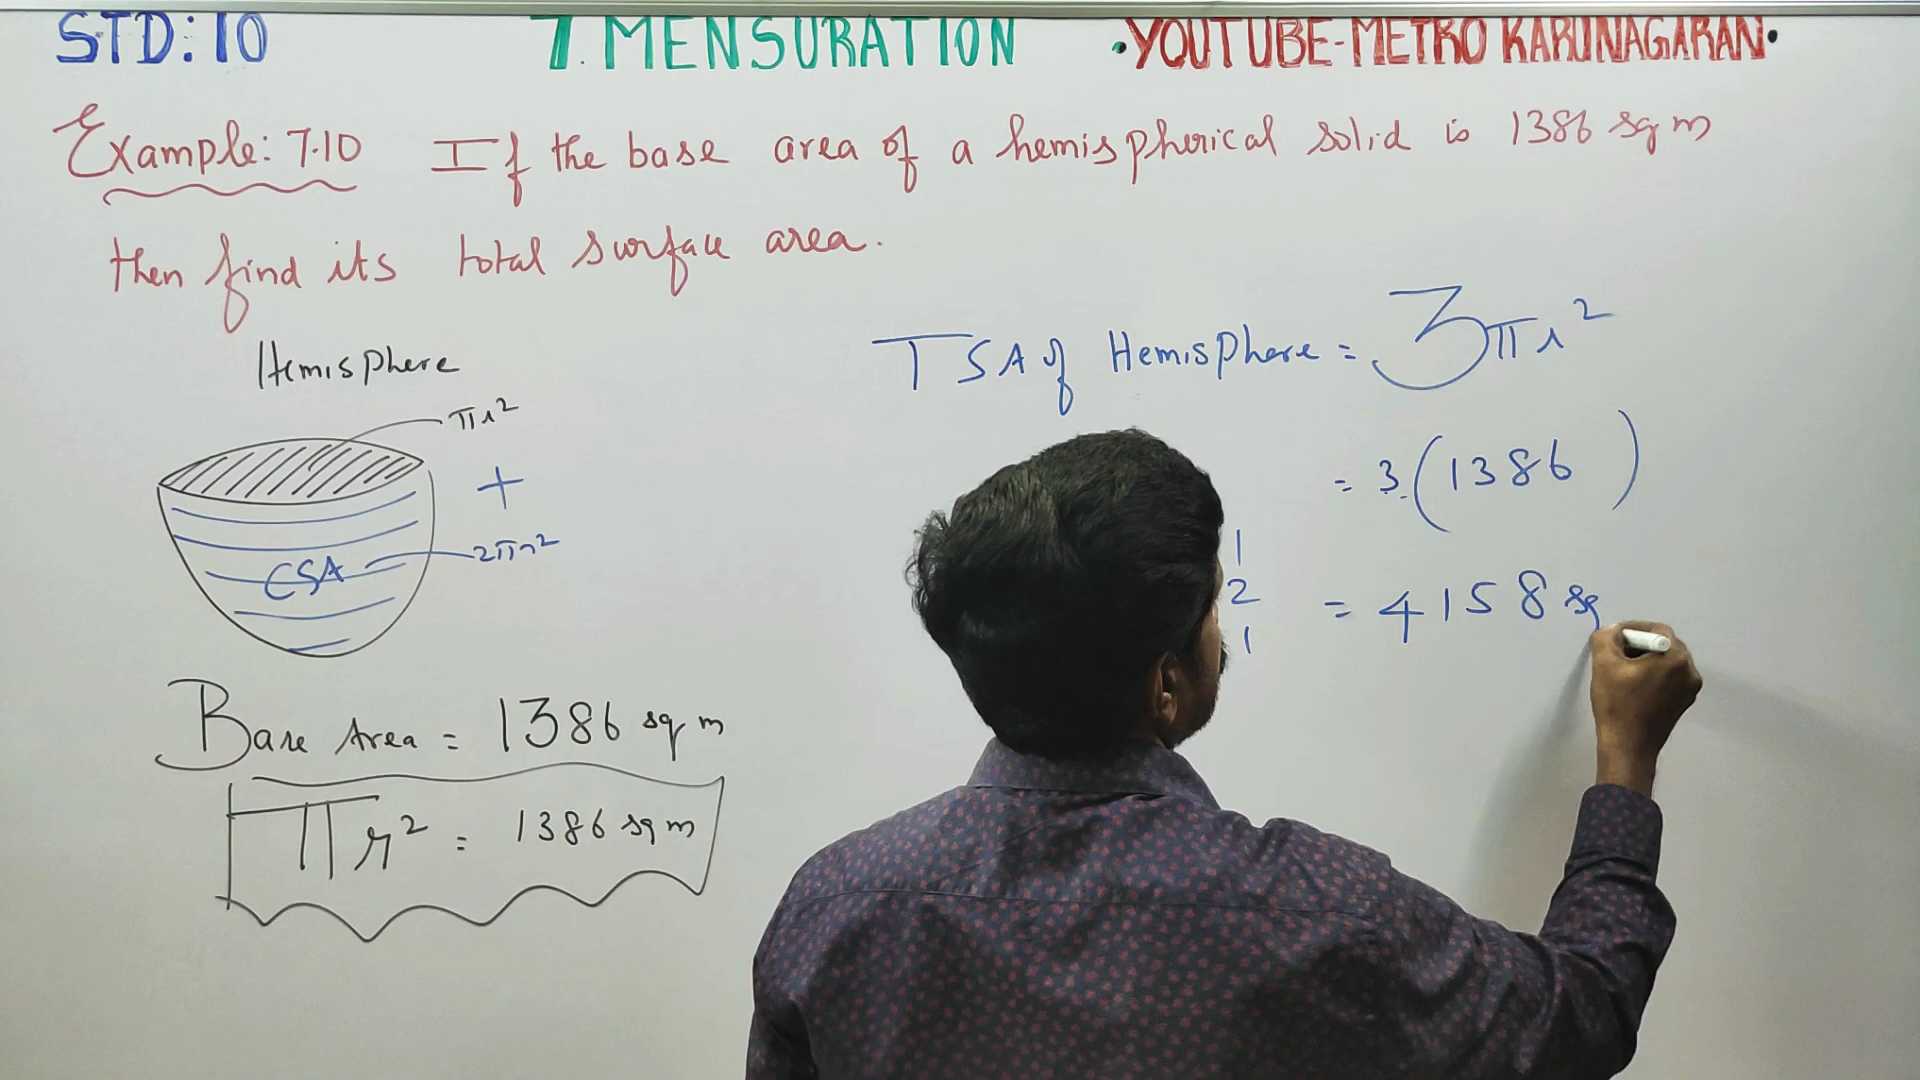 STD: 10 7. MENSURATION •YOUTUBE-METRO KARUNAGARAN•
Example: 7.10 If the base area of a hemispherical solid is 1386 sq m
then find its total surface area.
Hemisphere
πr²
+
2πr²
CSA
Base Area = 1386 sq m
πr² = 1386 sq m
TSA of Hemisphere = 3πr²
= 3 (1386)
1
2
1
= 4158 sq